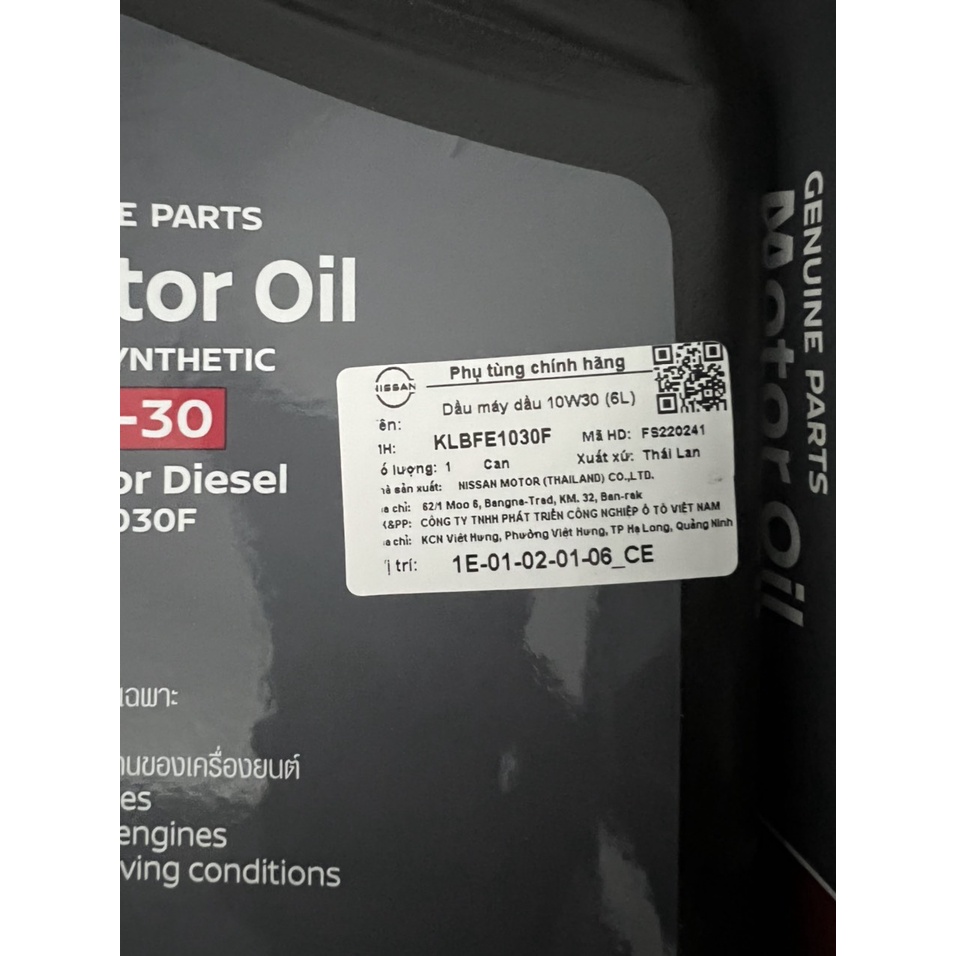 E PARTS
tor Oil
YNTHETIC
-30
or Diesel
030F
NISSAN
Phụ tùng chính hãng
ên: Dầu máy dầu 10W30 (6L)
1H: KLBFE1030F Mã HD: FS220241
ố lượng: 1 Can Xuất xứ: Thái Lan
hà sản xuất: NISSAN MOTOR (THAILAND) CO.,LTD.
ịa chỉ: 62/1 Moo 6, Bangna-Trad, KM. 32, Ban-rak
K&PP: CÔNG TY TNHH PHÁT TRIỂN CÔNG NGHIỆP Ô TÔ VIỆT NAM
ịa chỉ: KCN Việt Hưng, Phường Việt Hưng, TP Hạ Long, Quảng Ninh
ị trí: 1E-01-02-01-06_CE
เฉพาะ
านของเครื่องยนต์
es
engines
ving conditions
GENUINE PARTS
Motor Oil